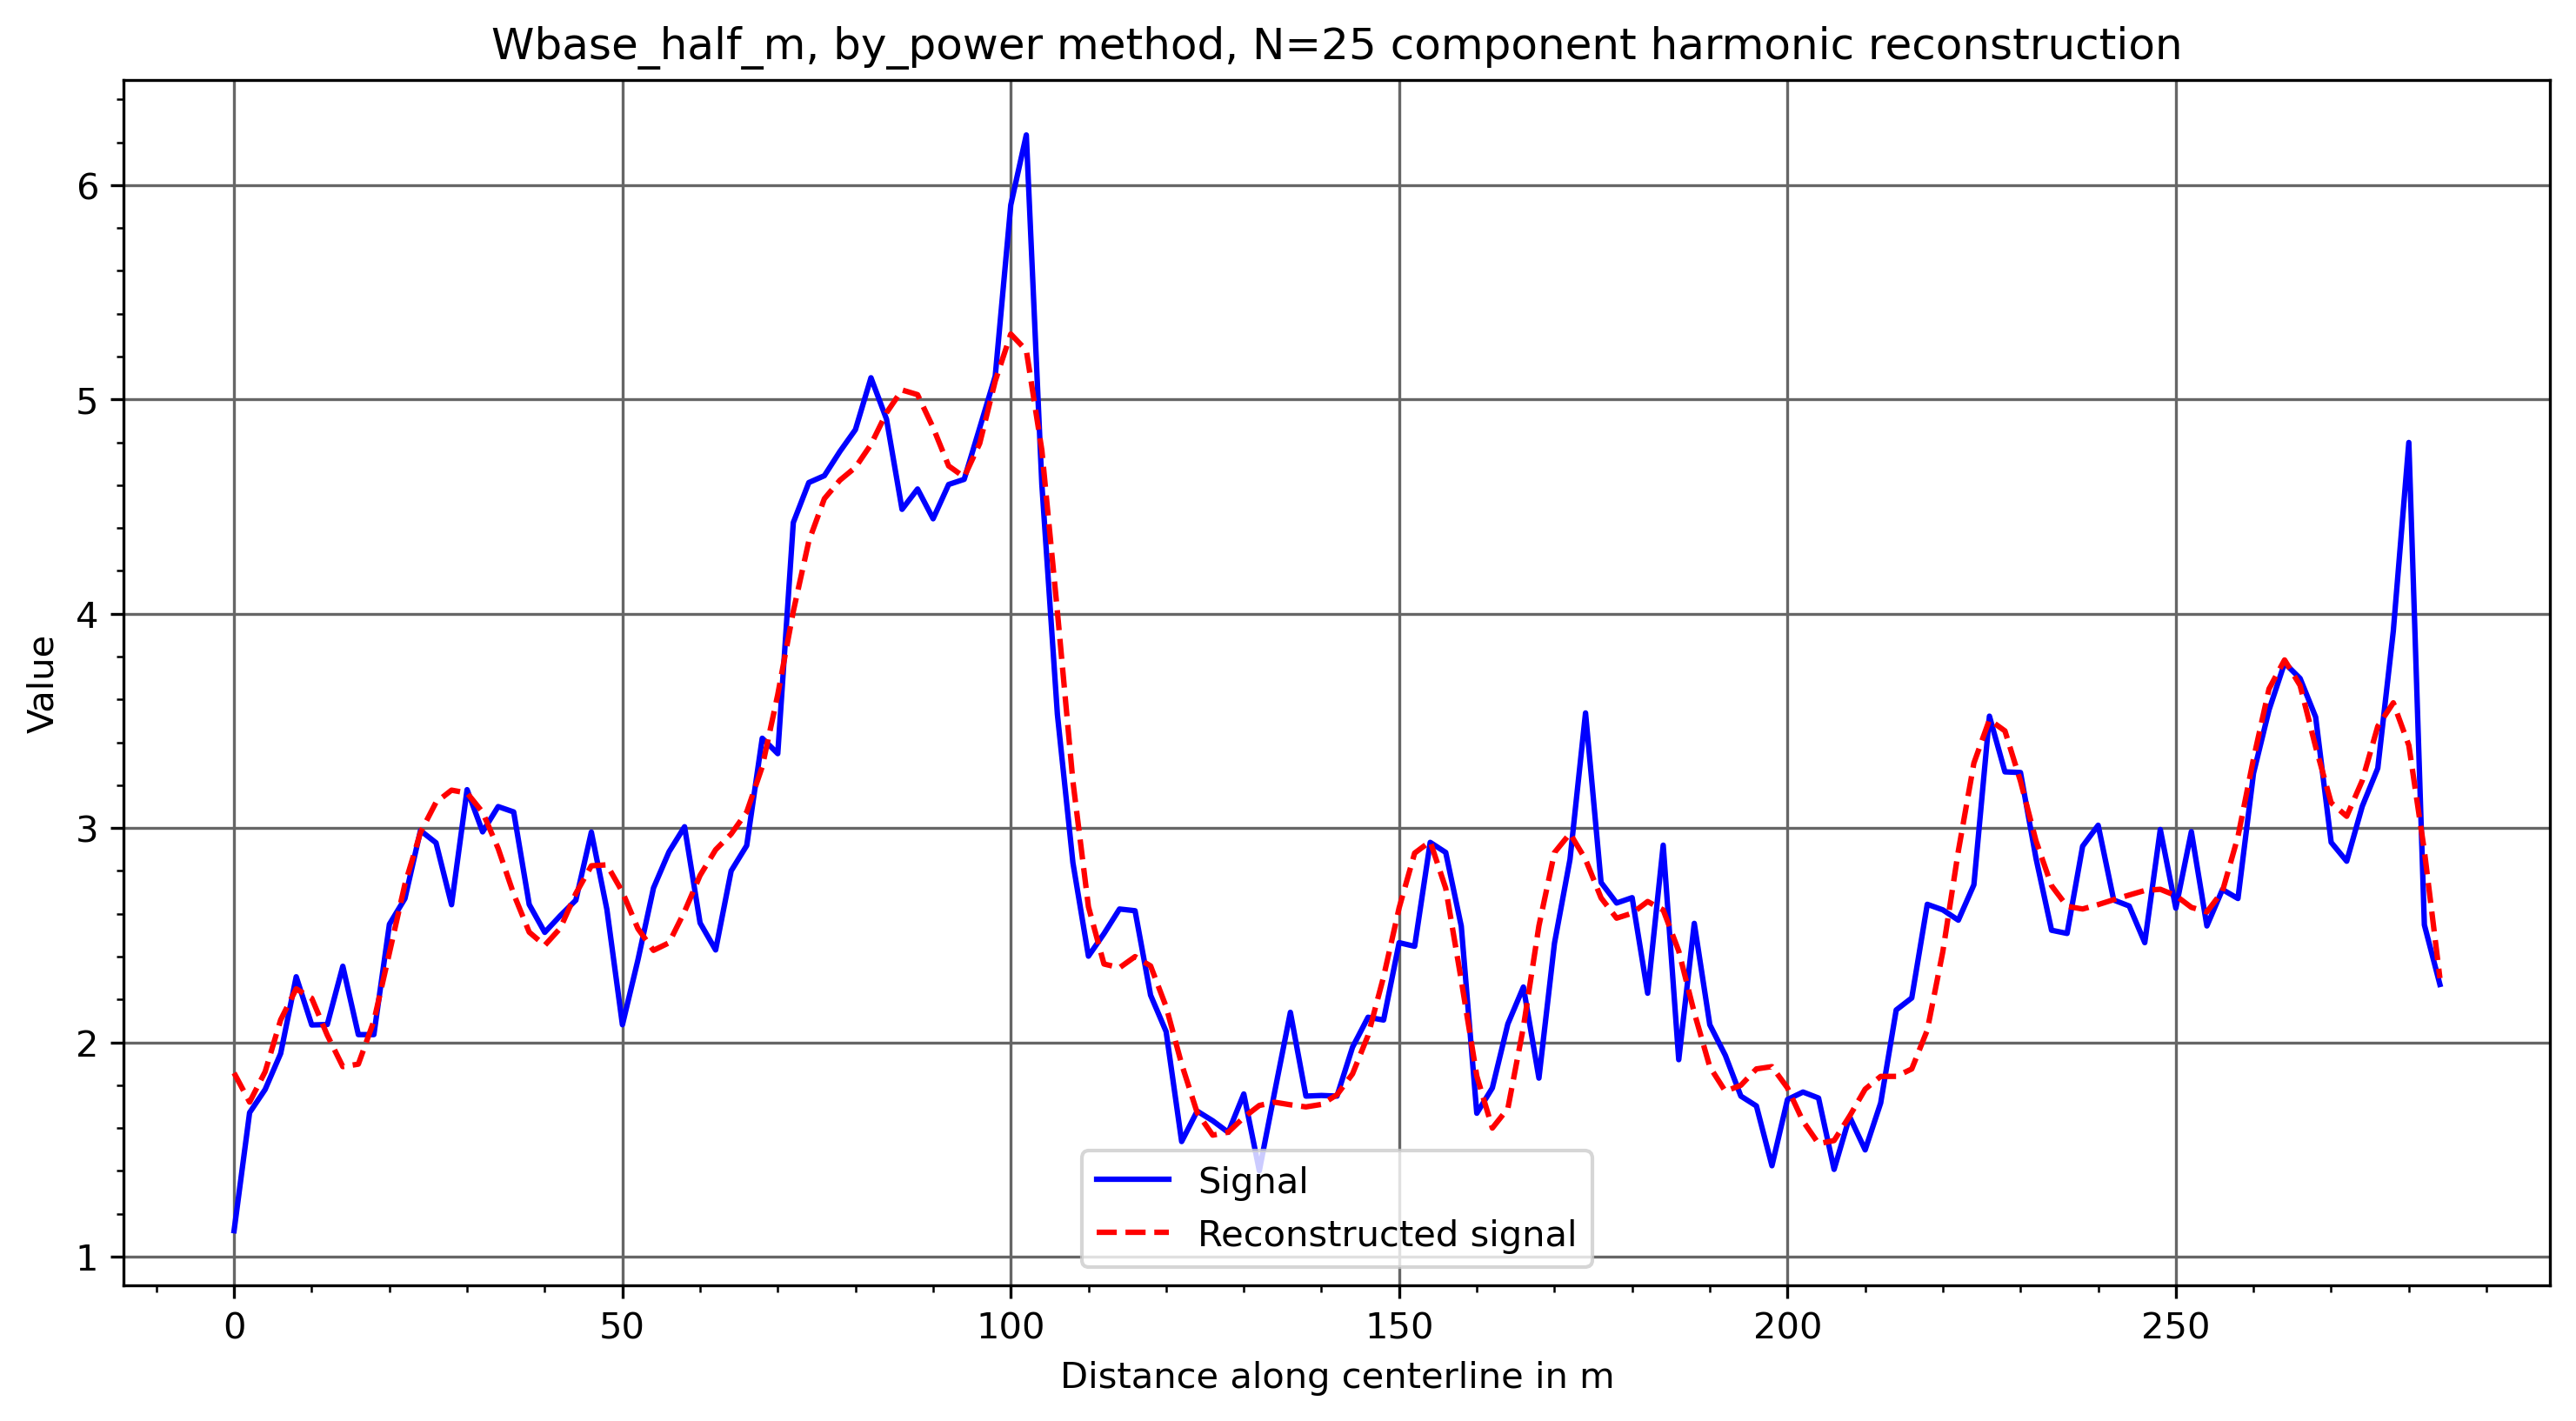 Wbase_half_m, by_power method, N=25 component harmonic reconstruction
6
5
4
3
2
1
Value
Signal
Reconstructed signal
0 50 100 150 200 250
Distance along centerline in m